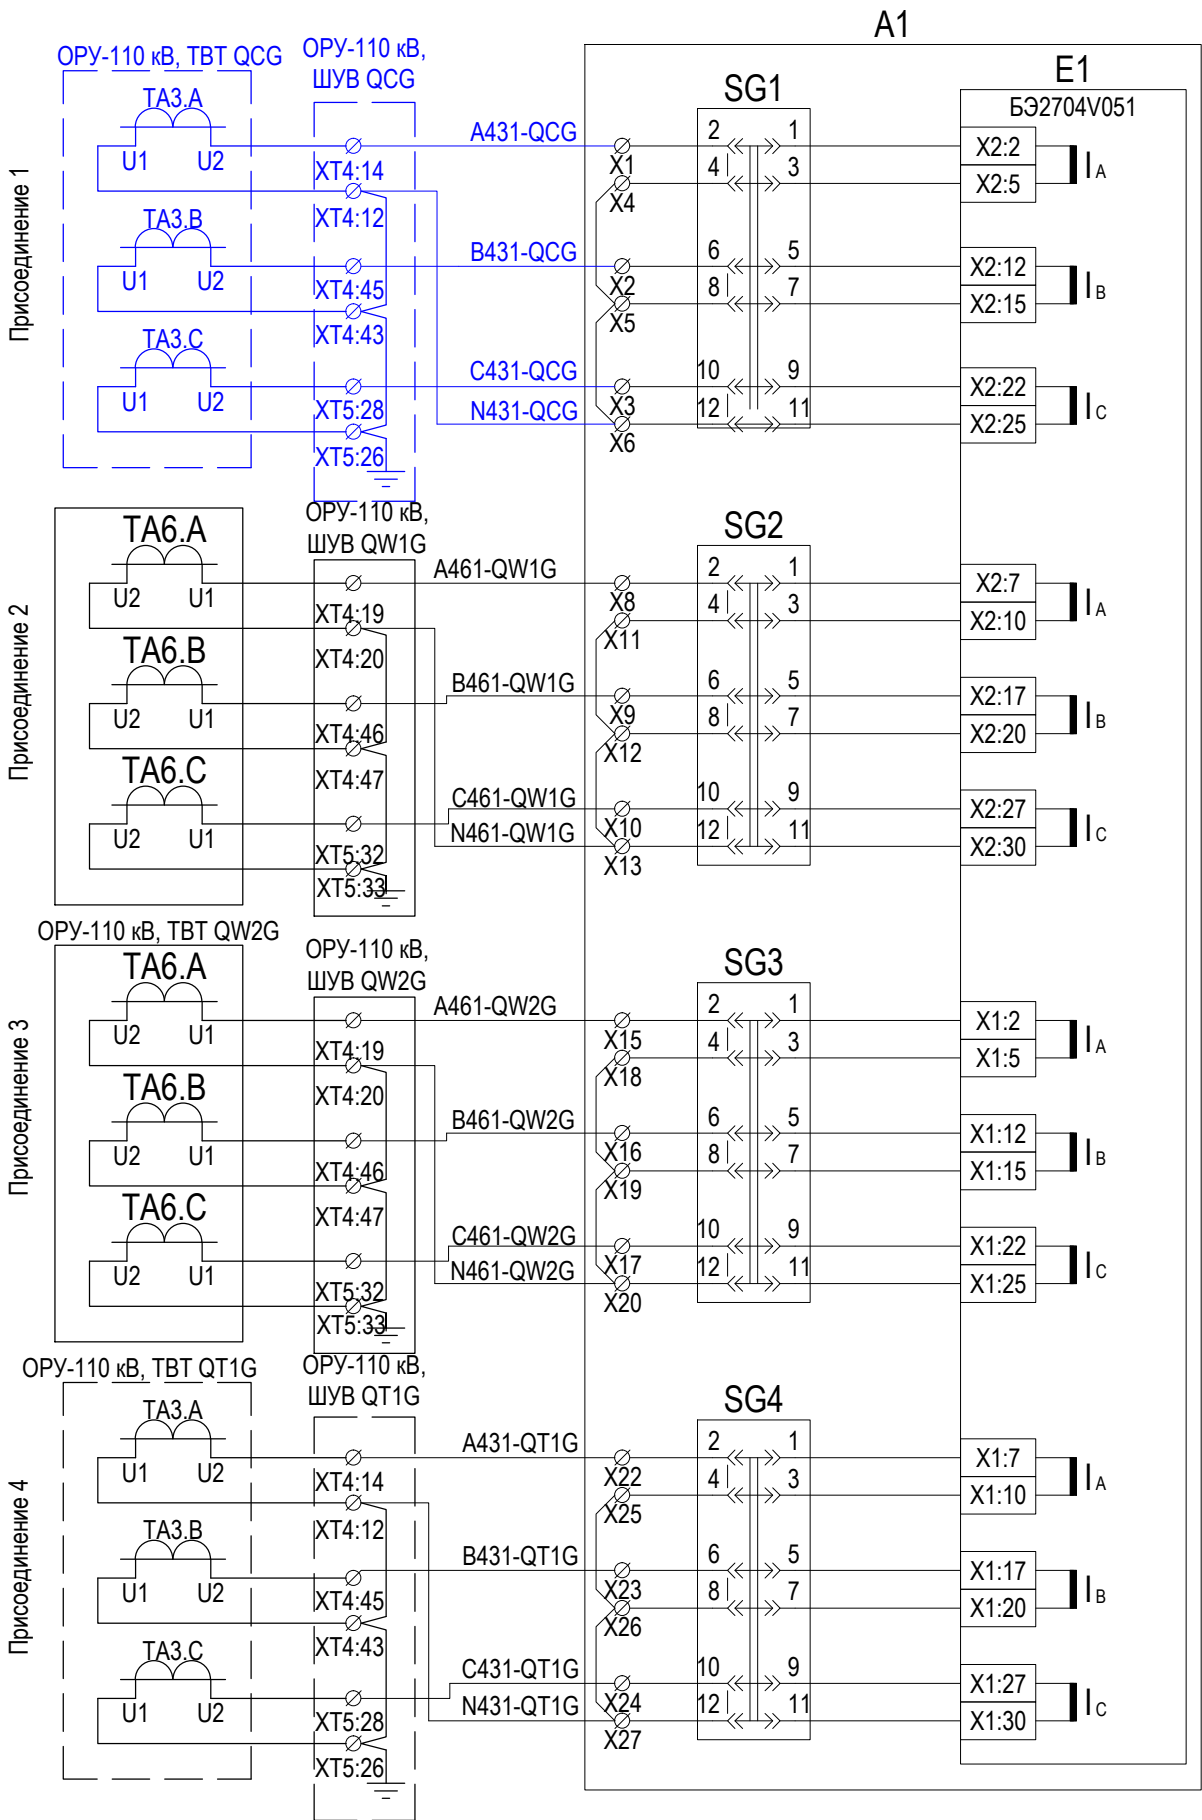 A1
E1
БЭ2704V051
Присоединение 1
ОРУ-110 кВ, ТВТ QCG
ОРУ-110 кВ,
ШУВ QCG
SG1
TA3.A
U1 U2
XT4:14
XT4:12
A431-QCG
X1
X4
2 1
4 3
X2:2
X2:5
I A
TA3.B
U1 U2
XT4:45
XT4:43
B431-QCG
X2
X5
6 5
8 7
X2:12
X2:15
I B
TA3.C
U1 U2
XT5:28
XT5:26
C431-QCG
N431-QCG
X3
X6
10 9
12 11
X2:22
X2:25
I C
Присоединение 2
ОРУ-110 кВ,
ШУВ QW1G
SG2
TA6.A
U2 U1
XT4:19
XT4:20
A461-QW1G
X8
X11
2 1
4 3
X2:7
X2:10
I A
TA6.B
U2 U1
XT4:46
XT4:47
B461-QW1G
X9
X12
6 5
8 7
X2:17
X2:20
I B
TA6.C
U2 U1
XT5:32
XT5:33
C461-QW1G
N461-QW1G
X10
X13
10 9
12 11
X2:27
X2:30
I C
Присоединение 3
ОРУ-110 кВ, ТВТ QW2G
ОРУ-110 кВ,
ШУВ QW2G
SG3
TA6.A
U2 U1
XT4:19
XT4:20
A461-QW2G
X15
X18
2 1
4 3
X1:2
X1:5
I A
TA6.B
U2 U1
XT4:46
XT4:47
B461-QW2G
X16
X19
6 5
8 7
X1:12
X1:15
I B
TA6.C
U2 U1
XT5:32
XT5:33
C461-QW2G
N461-QW2G
X17
X20
10 9
12 11
X1:22
X1:25
I C
Присоединение 4
ОРУ-110 кВ, ТВТ QT1G
ОРУ-110 кВ,
ШУВ QT1G
SG4
TA3.A
U1 U2
XT4:14
XT4:12
A431-QT1G
X22
X25
2 1
4 3
X1:7
X1:10
I A
TA3.B
U1 U2
XT4:45
XT4:43
B431-QT1G
X23
X26
6 5
8 7
X1:17
X1:20
I B
TA3.C
U1 U2
XT5:28
XT5:26
C431-QT1G
N431-QT1G
X24
X27
10 9
12 11
X1:27
X1:30
I C